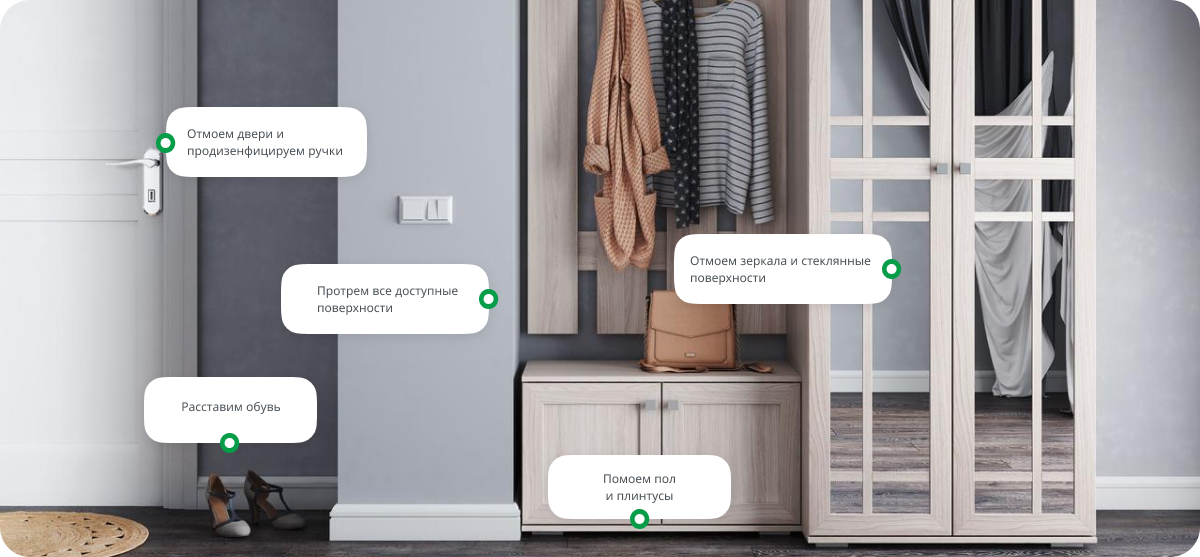 Отмоем двери и
продизенфицируем ручки
Отмоем зеркала и стеклянные
поверхности
Протрем все доступные
поверхности
Расставим обувь
Помоем пол
и плинтусы